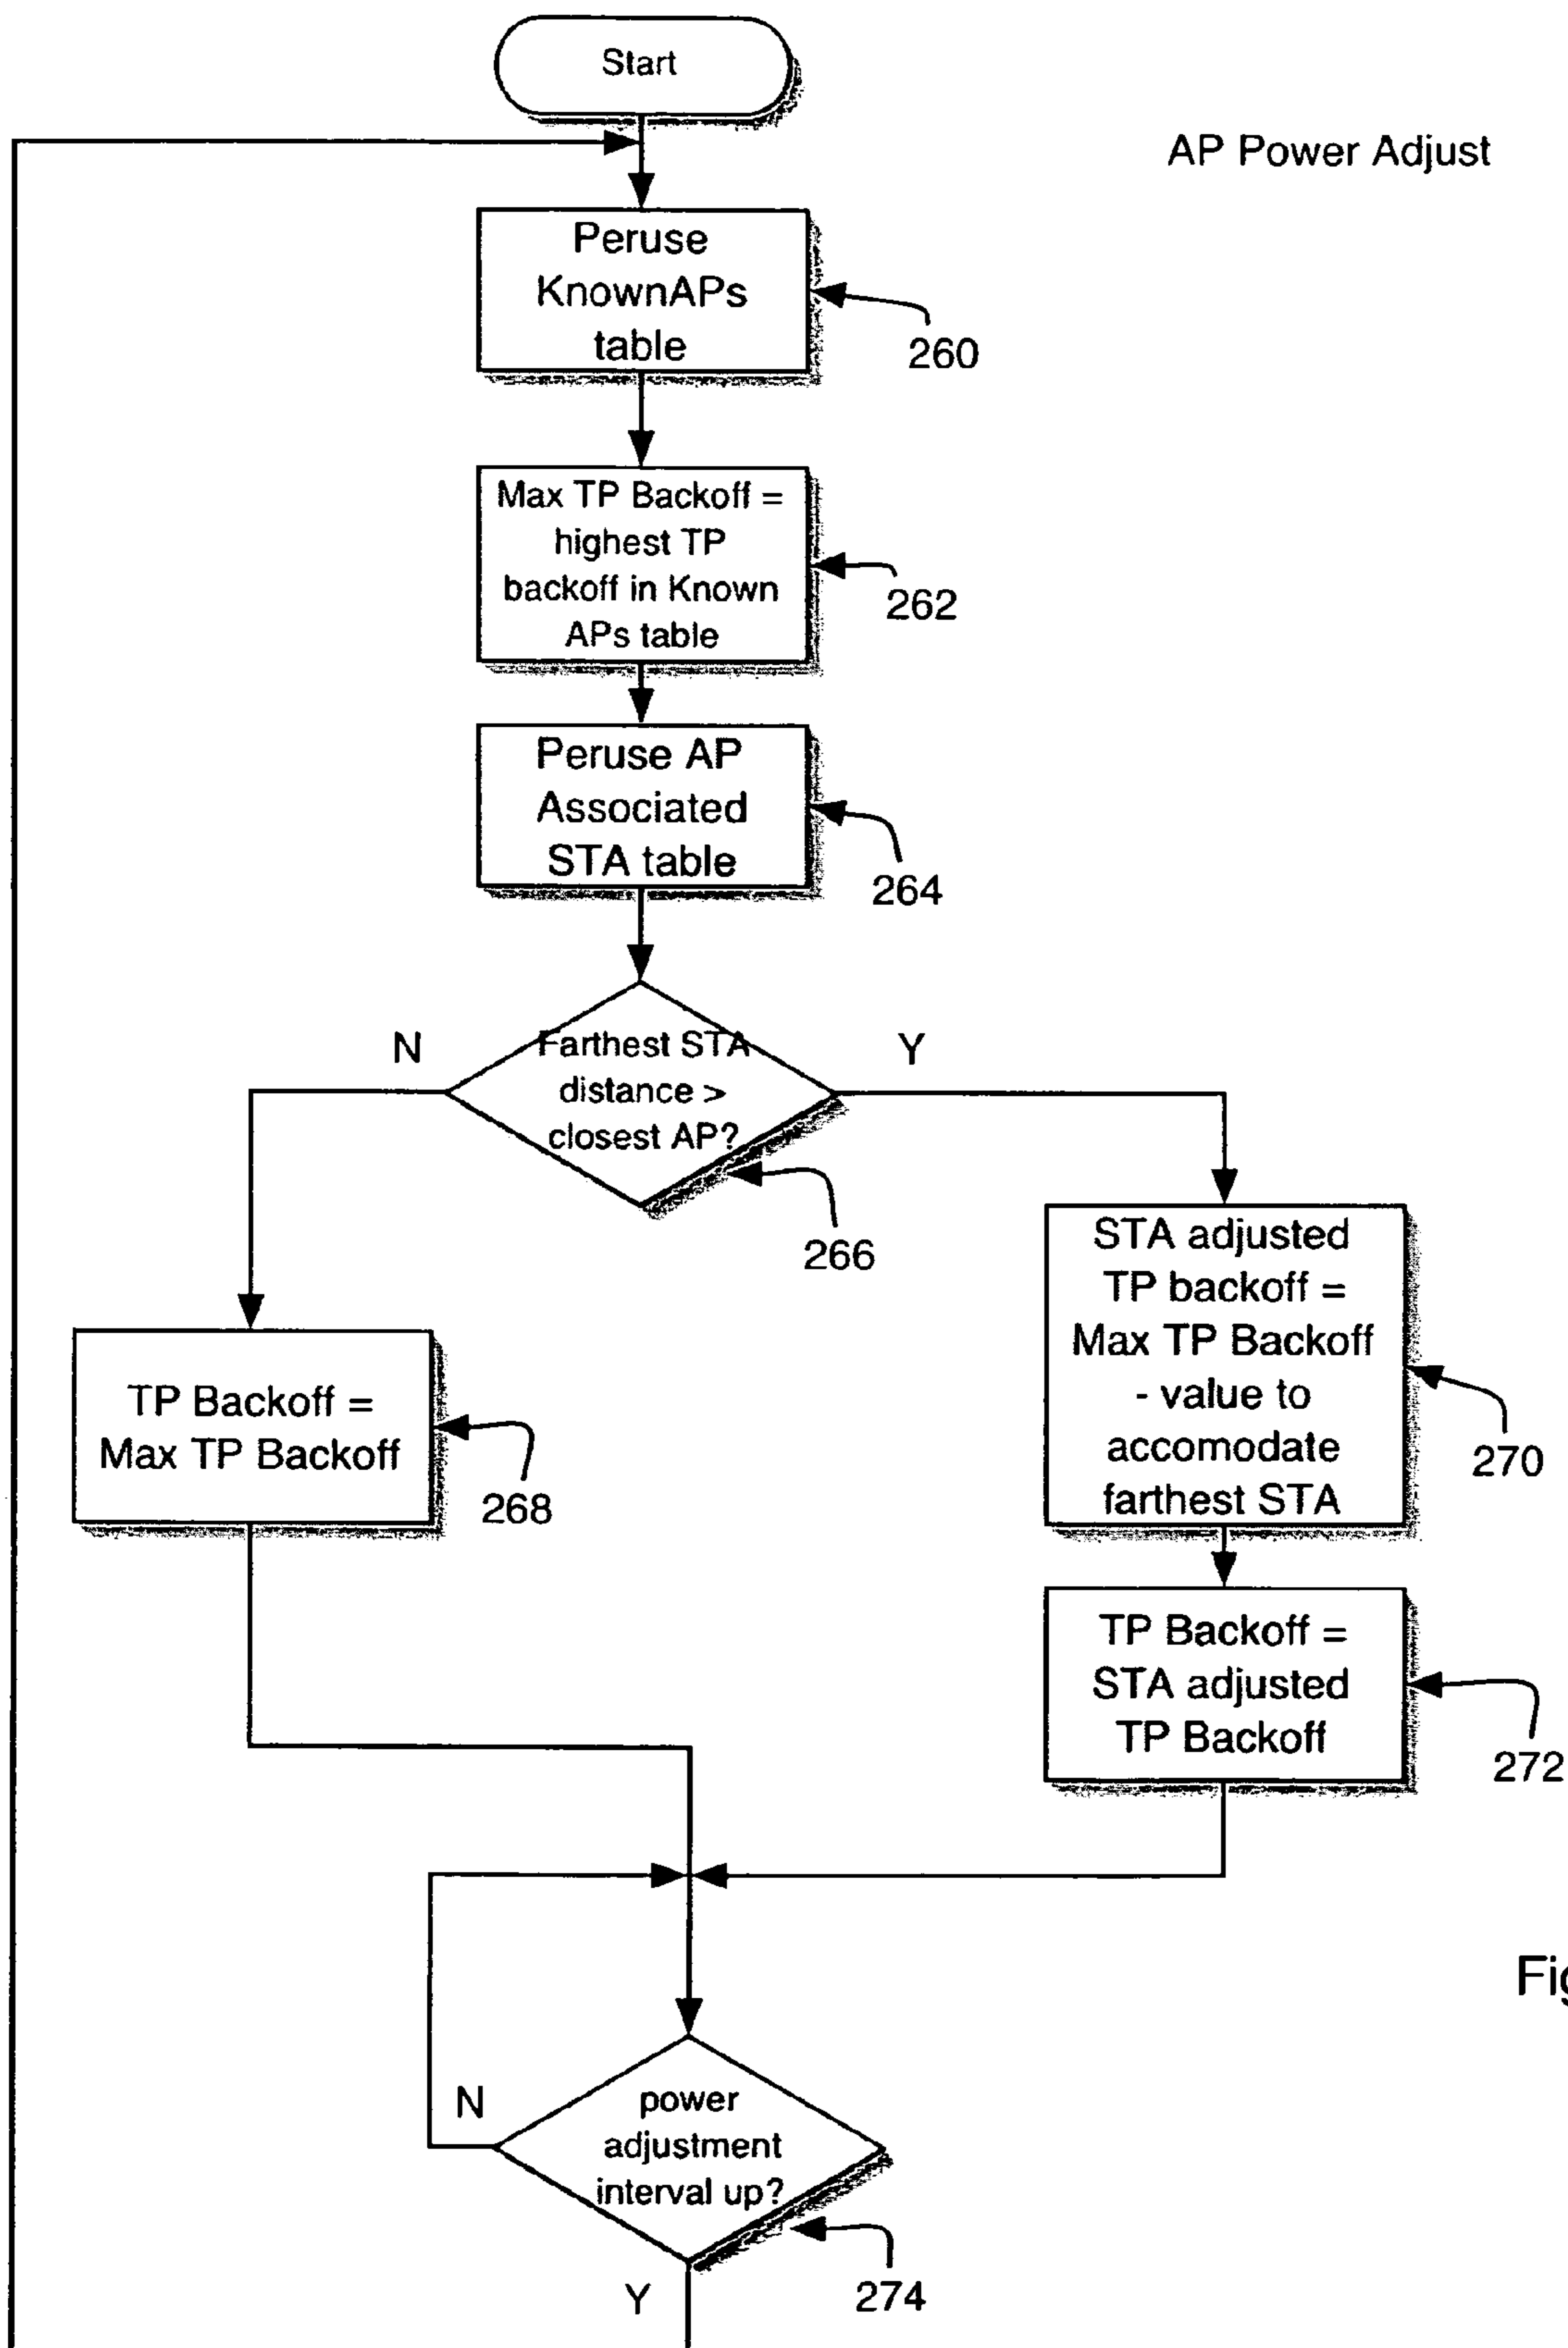 Start
AP Power Adjust
Peruse
KnownAPs
table
260
Max TP Backoff =
highest TP
backoff in Known
APs table
262
Peruse AP
Associated
STA table
264
N
Farthest STA
distance >
closest AP?
Y
266
STA adjusted
TP backoff =
Max TP Backoff
- value to
accomodate
farthest STA
270
TP Backoff =
Max TP Backoff
268
TP Backoff =
STA adjusted
TP Backoff
272
Fig
N
power
adjustment
interval up?
Y
274